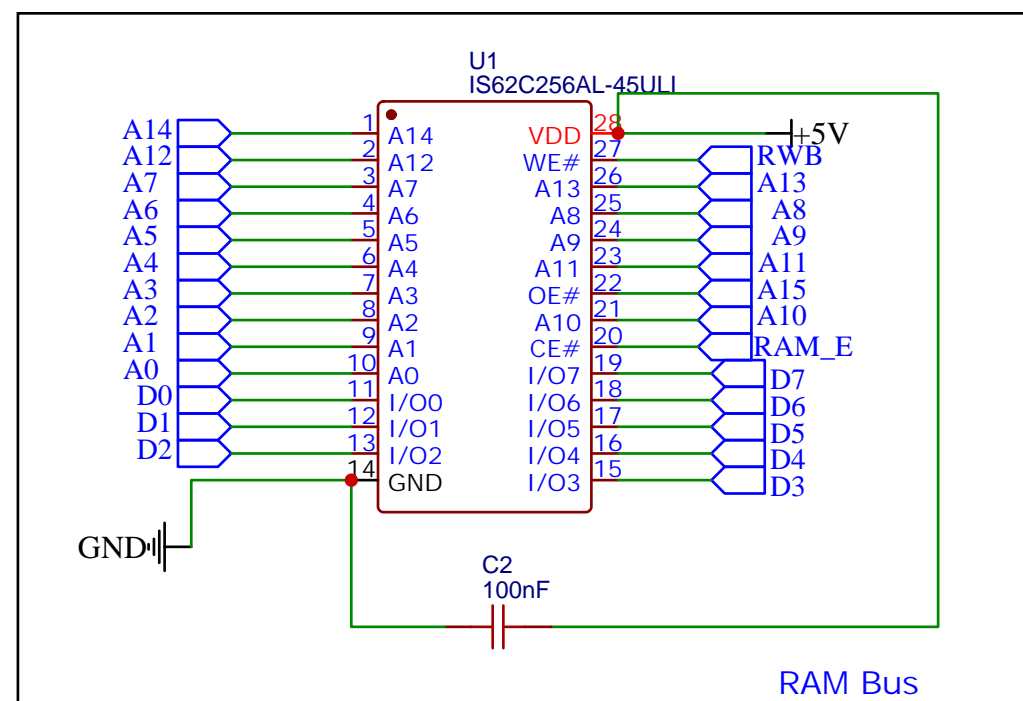 U1
IS62C256AL-45ULI
A14 1 A14 VDD 28 +5V
A12 2 A12 WE# 27 RWB
A7 3 A7 A13 26 A13
A6 4 A6 A8 25 A8
A5 5 A5 A9 24 A9
A4 6 A4 A11 23 A11
A3 7 A3 OE# 22 A15
A2 8 A2 A10 21 A10
A1 9 A1 CE# 20 RAM_E
A0 10 A0 I/O7 19 D7
D0 11 I/O0 I/O6 18 D6
D1 12 I/O1 I/O5 17 D5
D2 13 I/O2 I/O4 16 D4
14 GND I/O3 15 D3
GND
C2
100nF
RAM Bus